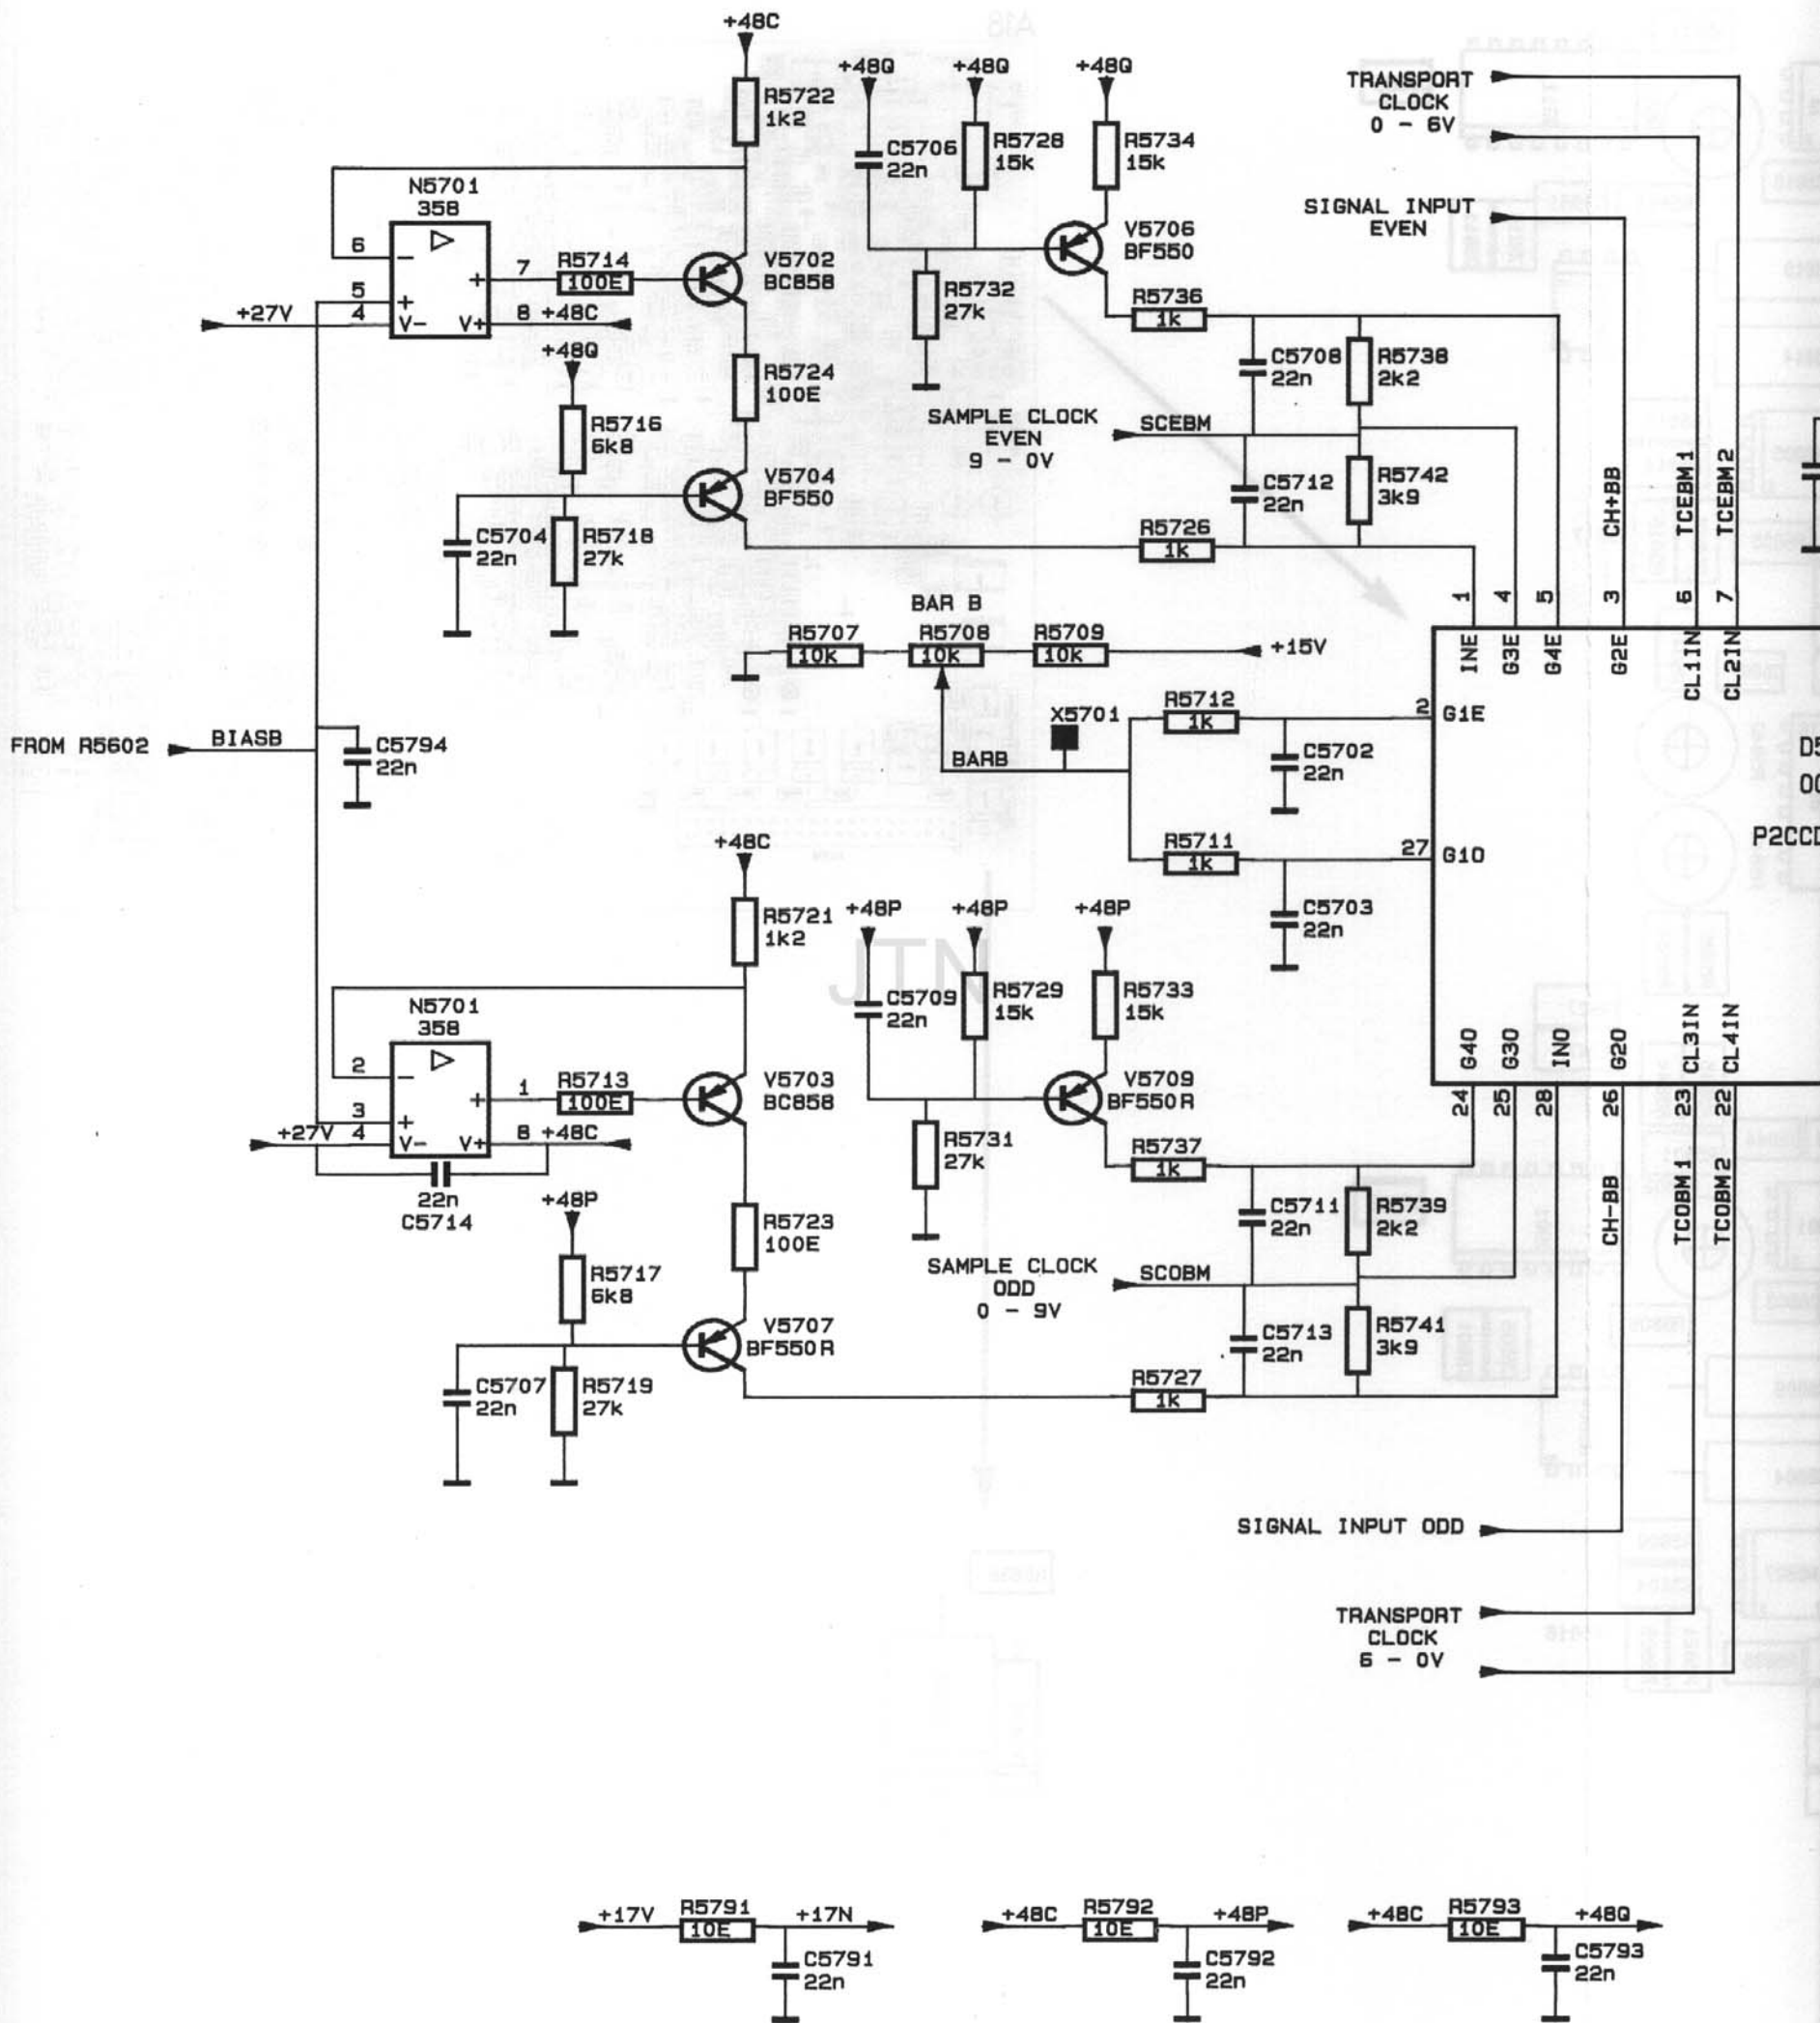 +48C
R5722
1k2
+48Q
+48Q
+48Q
C5706
22n
R5728
15k
R5734
15k
TRANSPORT
CLOCK
0 - 6V
N5701
358
6
5
4
7
8
V-
V+
+27V
+48C
R5714
100E
V5702
BC858
V5706
BF550
SIGNAL INPUT
EVEN
R5732
27k
R5736
1k
+48Q
R5724
100E
C5708
22n
R5738
2k2
R5716
6k8
SAMPLE CLOCK
EVEN
9 - 0V
SCEBM
V5704
BF550
C5712
22n
R5742
3k9
C5704
22n
R5718
27k
R5726
1k
CH+BB
TCEBM1
TCEBM2
1
4
5
3
6
7
INE
G3E
G4E
G2E
CL1IN
CL2IN
BAR B
R5707
10k
R5708
10k
R5709
10k
+15V
X5701
BARB
R5712
1k
2
G1E
C5702
22n
FROM R5602
BIASB
C5794
22n
P2CCD
R5711
1k
27
G1O
C5703
22n
+48C
R5721
1k2
+48P
+48P
+48P
JTN
C5709
22n
R5729
15k
R5733
15k
N5701
358
2
3
4
1
8
V-
V+
+27V
+48C
R5713
100E
V5703
BC858
V5709
BF550R
22n
C5714
R5731
27k
R5737
1k
G4O
G3O
INO
G2O
CL3IN
CL4IN
24
25
28
26
23
22
CH-BB
TCOBM1
TCOBM2
+48P
R5723
100E
C5711
22n
R5739
2k2
R5717
6k8
SAMPLE CLOCK
ODD
0 - 9V
SCOBM
V5707
BF550R
C5713
22n
R5741
3k9
C5707
22n
R5719
27k
R5727
1k
SIGNAL INPUT ODD
TRANSPORT
CLOCK
6 - 0V
+17V
R5791
10E
+17N
C5791
22n
+48C
R5792
10E
+48P
C5792
22n
+48C
R5793
10E
+48Q
C5793
22n